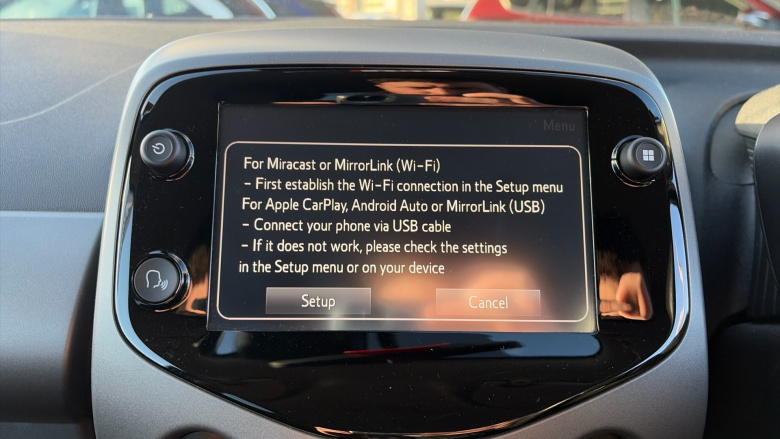 Menu
For Miracast or MirrorLink (Wi-Fi)
- First establish the Wi-Fi connection in the Setup menu
For Apple CarPlay, Android Auto or MirrorLink (USB)
- Connect your phone via USB cable
- If it does not work, please check the settings
in the Setup menu or on your device
Setup Cancel